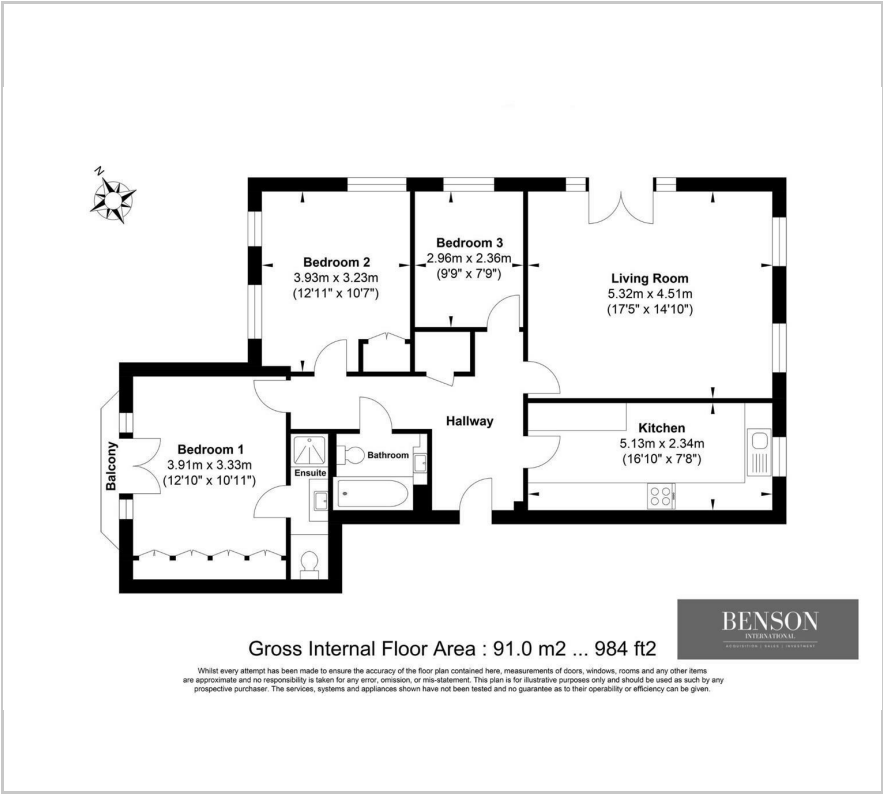 N
Bedroom 2
3.93m x 3.23m
(12'11" x 10'7")
Bedroom 3
2.96m x 2.36m
(9'9" x 7'9")
Living Room
5.32m x 4.51m
(17'5" x 14'10")
Balcony
Bedroom 1
3.91m x 3.33m
(12'10" x 10'11")
Ensuite
Bathroom
Hallway
Kitchen
5.13m x 2.34m
(16'10" x 7'8")
BENSON
INTERNATIONAL
ACQUISITION | SALES | INVESTMENT
Gross Internal Floor Area : 91.0 m2 ... 984 ft2
Whilst every attempt has been made to ensure the accuracy of the floor plan contained here, measurements of doors, windows, rooms and any other items
are approximate and no responsibility is taken for any error, omission, or mis-statement. This plan is for illustrative purposes only and should be used as such by any
prospective purchaser. The services, systems and appliances shown have not been tested and no guarantee as to their operability or efficiency can be given.